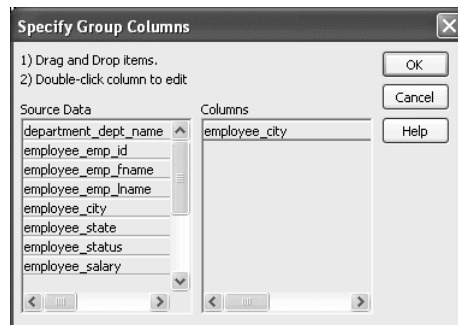 Specify Group Columns
1) Drag and Drop items.
2) Double-click column to edit
OK
Cancel
Help
Source Data
department_dept_name
employee_emp_id
employee_emp_fname
employee_emp_lname
employee_city
employee_state
employee_status
employee_salary
Columns
employee_city